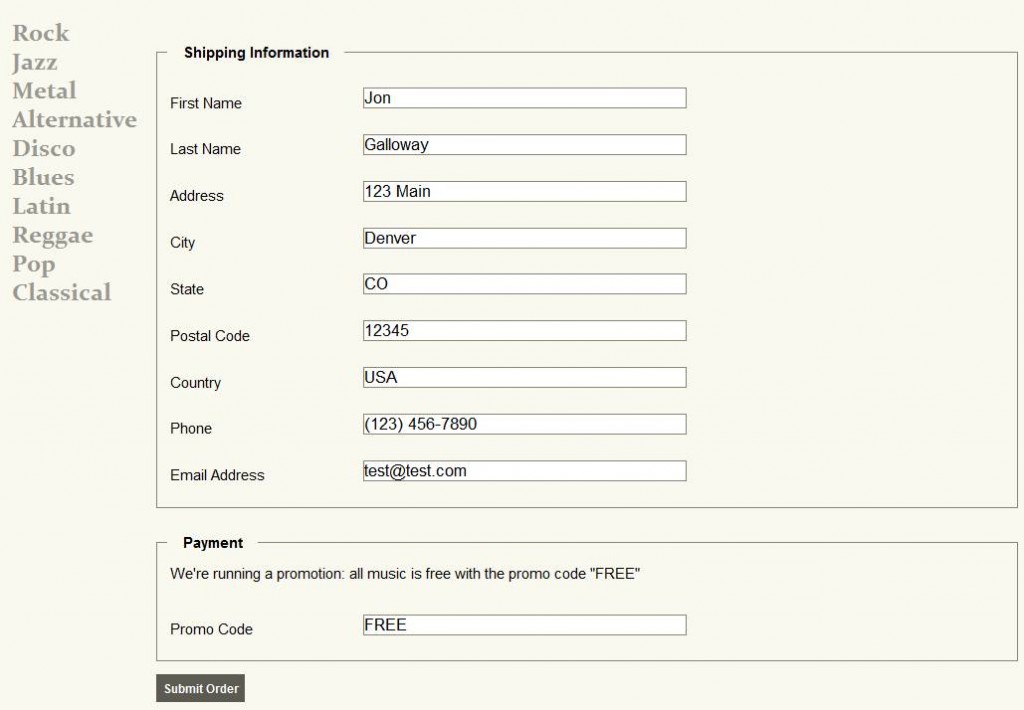 Rock
Jazz
Metal
Alternative
Disco
Blues
Latin
Reggae
Pop
Classical
Shipping Information
First Name Jon
Last Name Galloway
Address 123 Main
City Denver
State CO
Postal Code 12345
Country USA
Phone (123) 456-7890
Email Address test@test.com
Payment
We're running a promotion: all music is free with the promo code "FREE"
Promo Code FREE
Submit Order